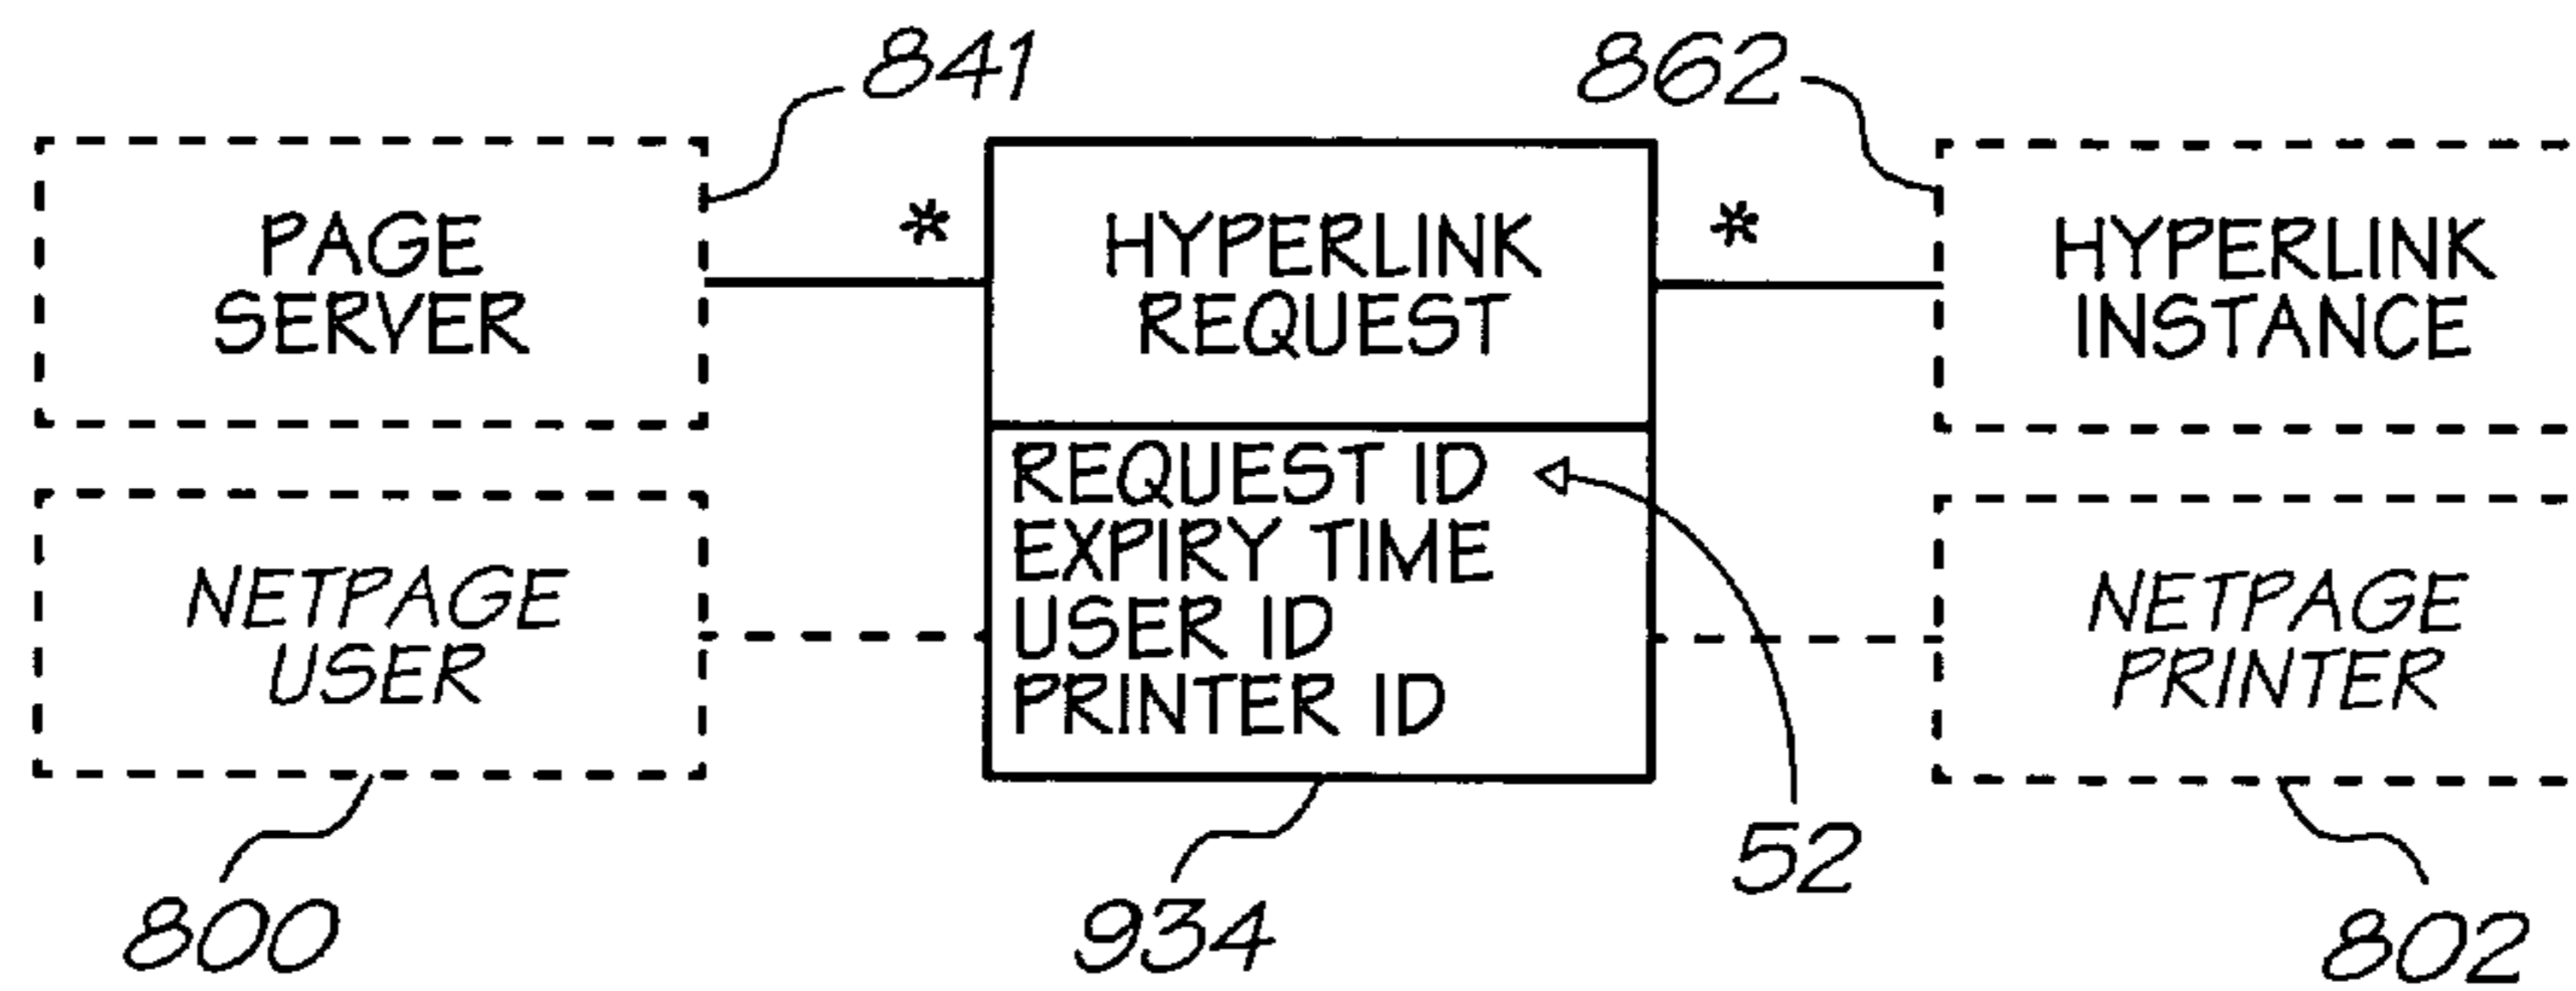 841
862
PAGE
SERVER
*
HYPERLINK
REQUEST
*
HYPERLINK
INSTANCE
REQUEST ID
EXPIRY TIME
USER ID
PRINTER ID
NETPAGE
USER
NETPAGE
PRINTER
52
800
934
802